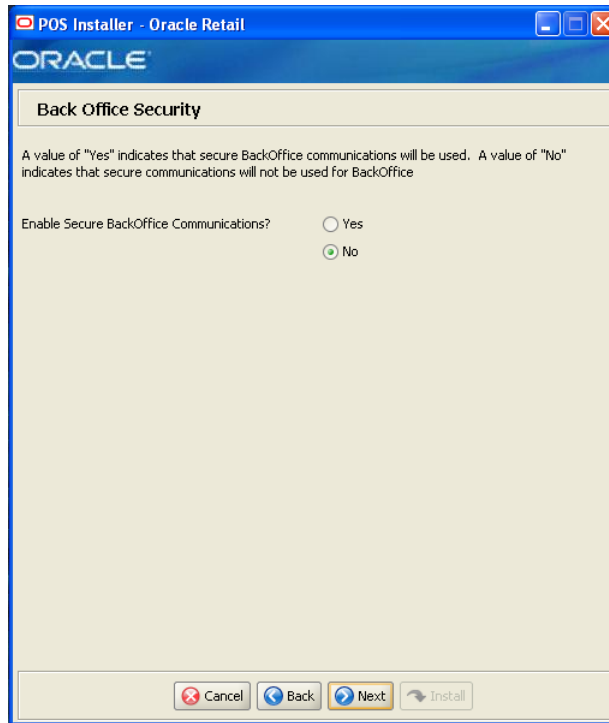 POS Installer - Oracle Retail
ORACLE
Back Office Security
A value of "Yes" indicates that secure BackOffice communications will be used. A value of "No"
indicates that secure communications will not be used for BackOffice
Enable Secure BackOffice Communications?
Yes
No
Cancel
Back
Next
Install